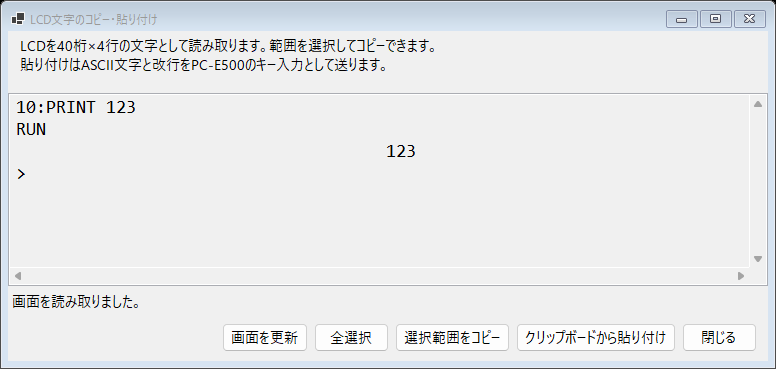 LCD文字のコピー・貼り付け
LCDを40桁×4行の文字として読み取ります。範囲を選択してコピーできます。
貼り付けはASCII文字と改行をPC-E500のキー入力として送ります。
10:PRINT 123
RUN
123
>
画面を読み取りました。
画面を更新 全選択 選択範囲をコピー クリップボードから貼り付け 閉じる